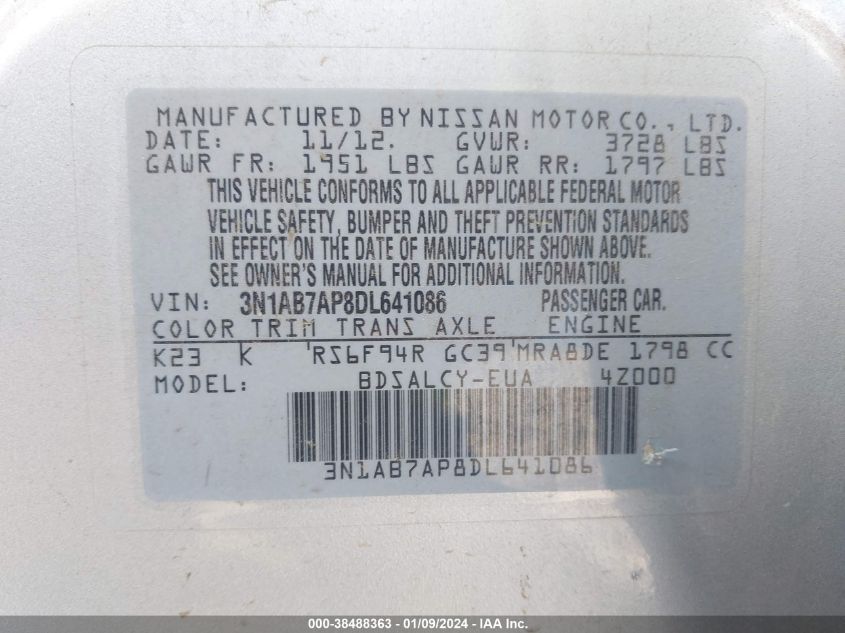 MANUFACTURED BY NISSAN MOTOR CO., LTD.
DATE: 11/12. GVWR: 3728 LBS
GAWR FR: 1951 LBS GAWR RR: 1797 LBS
THIS VEHICLE CONFORMS TO ALL APPLICABLE FEDERAL MOTOR
VEHICLE SAFETY, BUMPER AND THEFT PREVENTION STANDARDS
IN EFFECT ON THE DATE OF MANUFACTURE SHOWN ABOVE.
SEE OWNER'S MANUAL FOR ADDITIONAL INFORMATION.
VIN: 3N1AB7AP8DL641086 PASSENGER CAR.
COLOR TRIM TRANS AXLE ENGINE
K23 K RS6F94R GC39 MRA8DE 1798 CC
MODEL: BDSALCY-EUA 4Z000
3N1AB7AP8DL641086
000-38488363 - 01/09/2024 - IAA Inc.